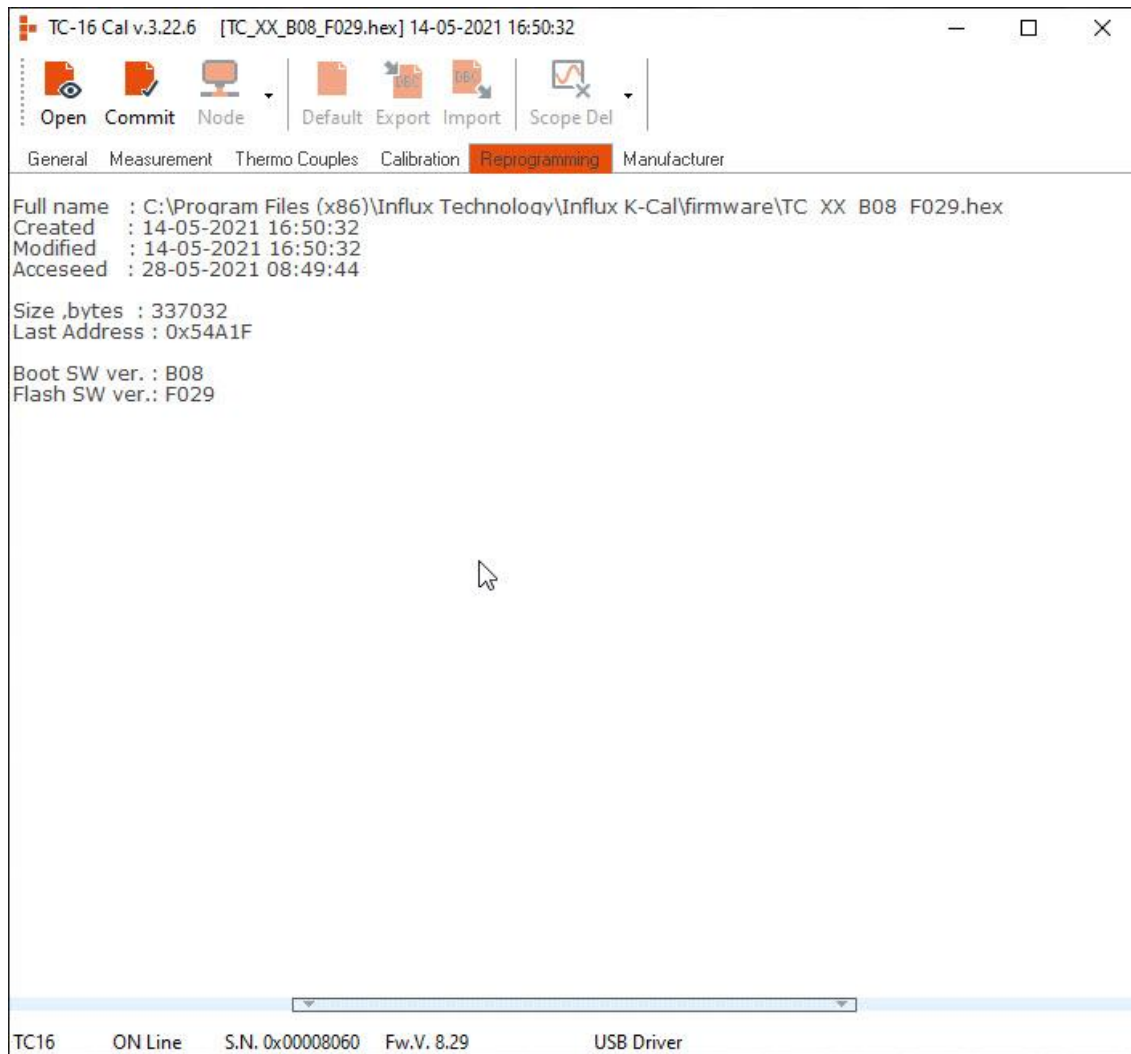 TC-16 Cal v.3.22.6 [TC_XX_B08_F029.hex] 14-05-2021 16:50:32
Open Commit Node Default Export Import Scope Del
DBC DBC
General Measurement Thermo Couples Calibration Reprogramming Manufacturer
Full name : C:\Program Files (x86)\Influx Technology\Influx K-Cal\firmware\TC_XX_B08_F029.hex
Created : 14-05-2021 16:50:32
Modified : 14-05-2021 16:50:32
Acceseed : 28-05-2021 08:49:44
Size ,bytes : 337032
Last Address : 0x54A1F
Boot SW ver. : B08
Flash SW ver.: F029
TC16 ON Line S.N. 0x00008060 Fw.V. 8.29 USB Driver